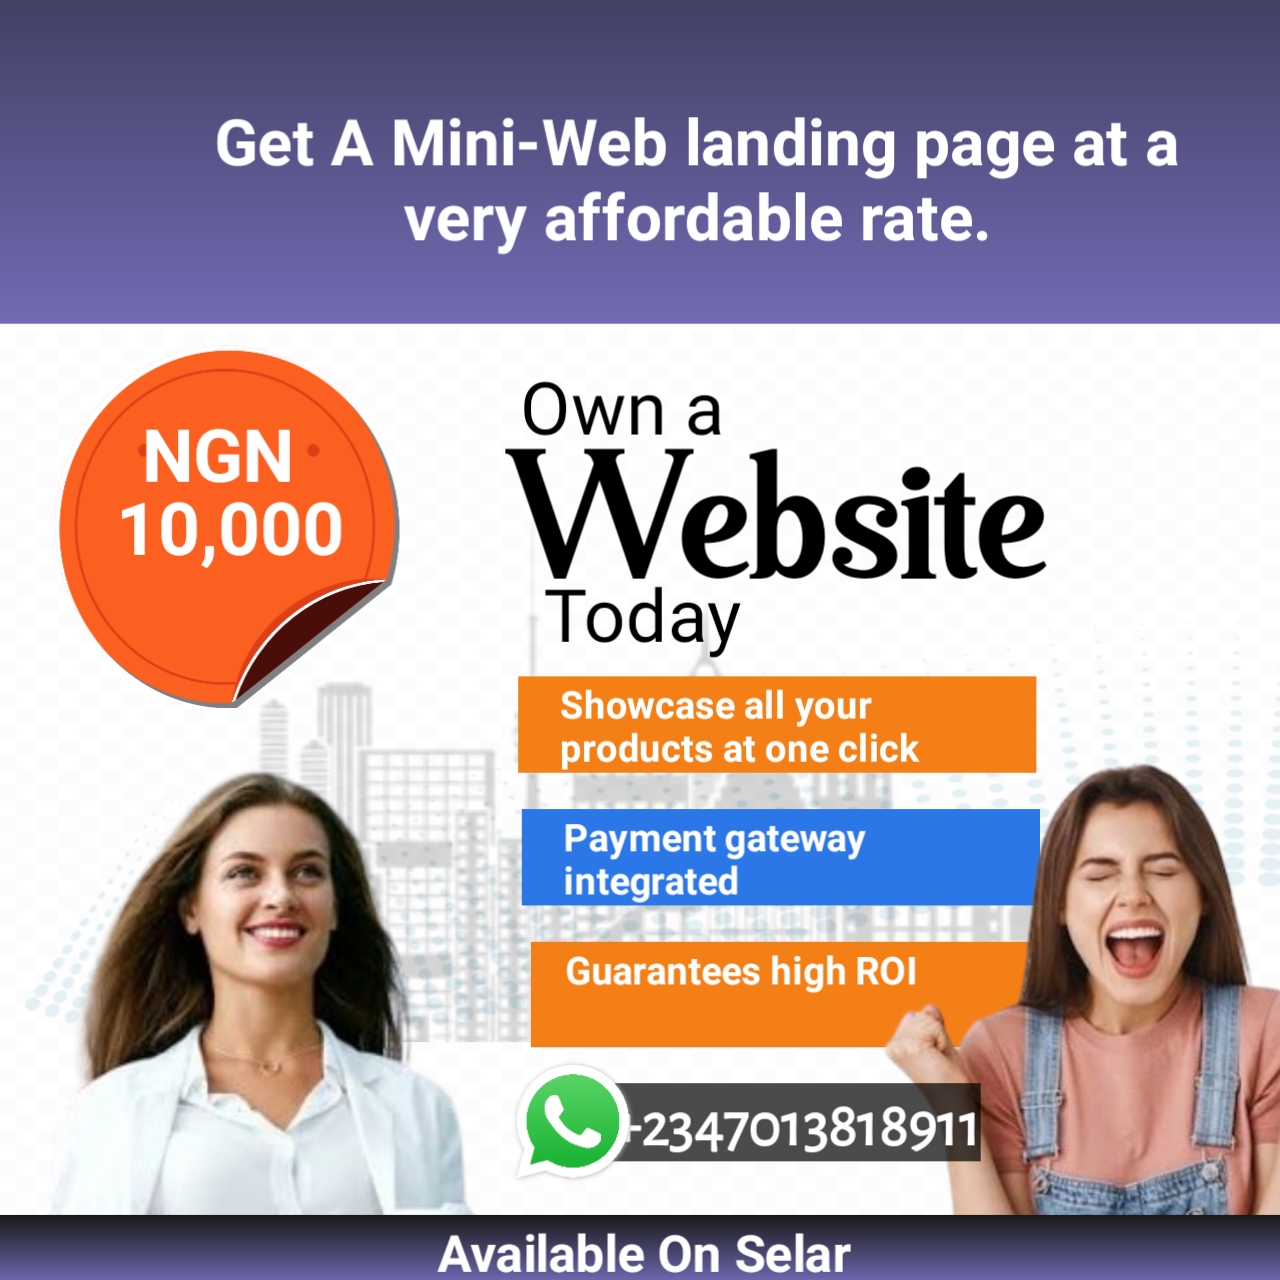 Get A Mini-Web landing page at a
very affordable rate.
NGN
10,000
Own a
Website
Today
Showcase all your
products at one click
Payment gateway
integrated
Guarantees high ROI
+2347013818911
Available On Selar